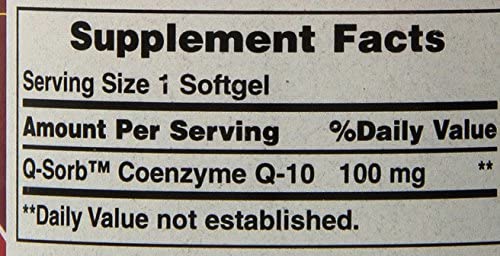 Supplement Facts
Serving Size 1 Softgel
Amount Per Serving %Daily Value
Q-Sorb™ Coenzyme Q-10 100 mg **
**Daily Value not established.